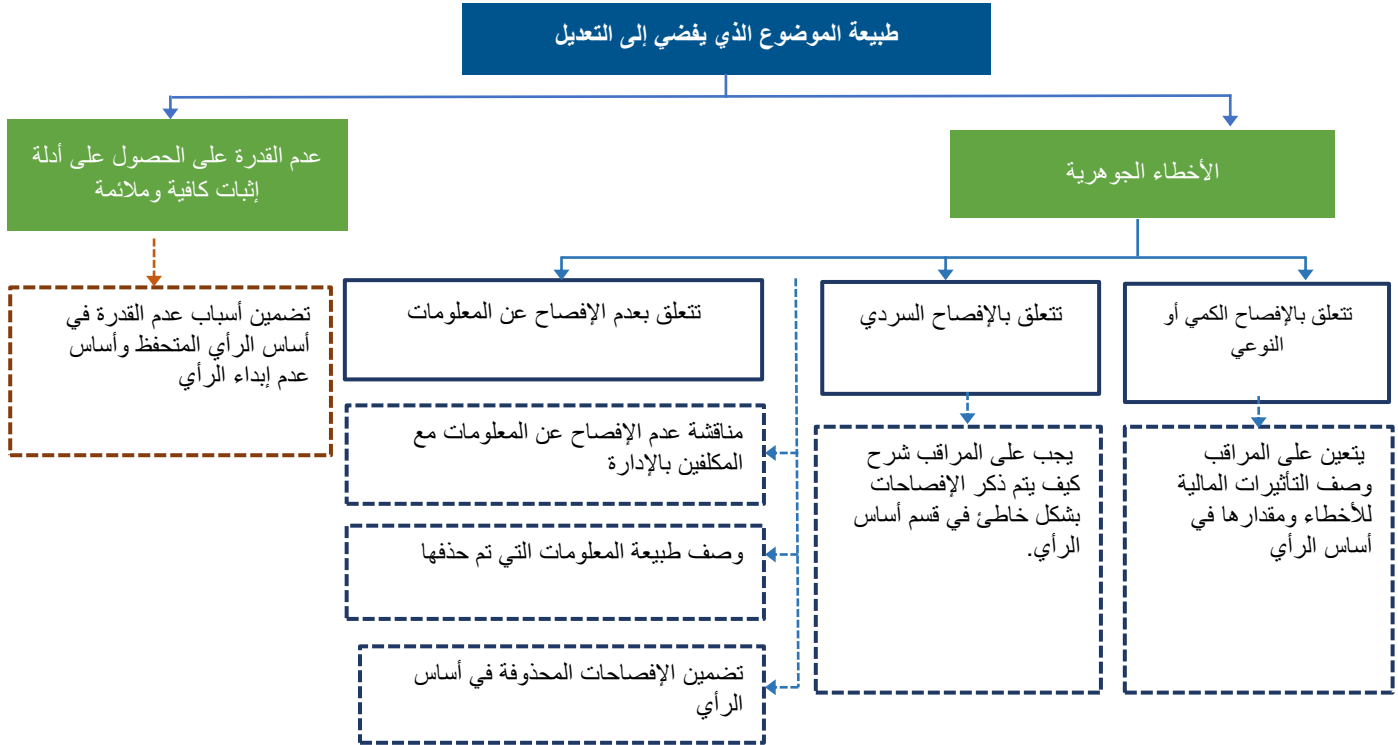 طبيعة الموضوع الذي يفضي إلى التعديل
الأخطاء الجوهرية
عدم القدرة على الحصول على أدلة
إثبات كافية وملائمة
تتعلق بالإفصاح الكمي أو
النوعي
تتعلق بالإفصاح السردي
تتعلق بعدم الإفصاح عن المعلومات
تضمين أسباب عدم القدرة في
أساس الرأي المتحفظ وأساس
عدم إبداء الرأي
يتعين على المراقب
وصف التأثيرات المالية
للأخطاء ومقدارها في
أساس الرأي
يجب على المراقب شرح
كيف يتم ذكر الإفصاحات
بشكل خاطئ في قسم أساس
الرأي.
مناقشة عدم الإفصاح عن المعلومات مع
المكلفين بالإدارة
وصف طبيعة المعلومات التي تم حذفها
تضمين الإفصاحات المحذوفة في أساس
الرأي